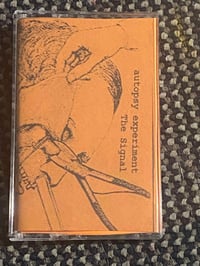 autopsy experiment
The Signal